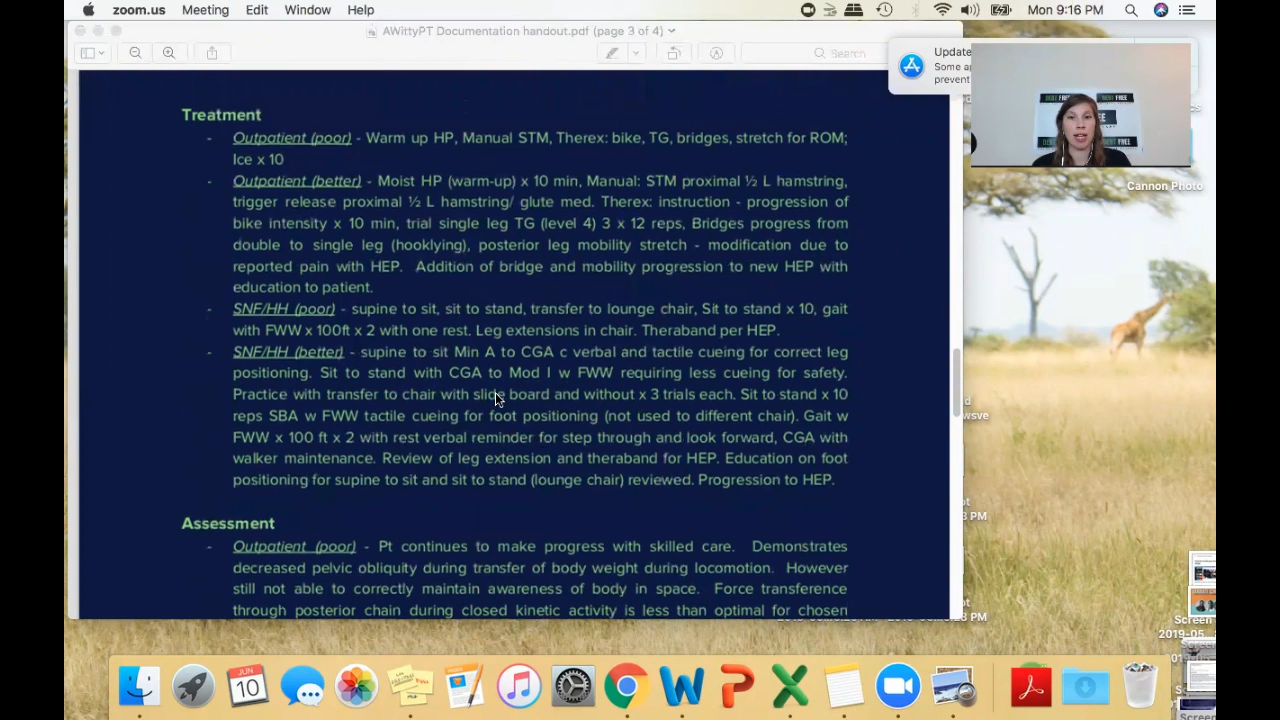 zoom.us Meeting Edit Window Help
Mon 9:16 PM
AWittyPT Documentation handout.pdf (page 3 of 4)
Search
Update
Some ap
prevent
DEBT FREE
Cannon Photo
Treatment
- Outpatient (poor) - Warm up HP, Manual STM, Therex: bike, TG, bridges, stretch for ROM;
Ice x 10
- Outpatient (better) - Moist HP (warm-up) x 10 min, Manual: STM proximal ½ L hamstring,
trigger release proximal ½ L hamstring/ glute med. Therex: instruction - progression of
bike intensity x 10 min, trial single leg TG (level 4) 3 x 12 reps, Bridges progress from
double to single leg (hooklying), posterior leg mobility stretch - modification due to
reported pain with HEP. Addition of bridge and mobility progression to new HEP with
education to patient.
- SNF/HH (poor) - supine to sit, sit to stand, transfer to lounge chair, Sit to stand x 10, gait
with FWW x 100ft x 2 with one rest. Leg extensions in chair. Theraband per HEP.
- SNF/HH (better) - supine to sit Min A to CGA c verbal and tactile cueing for correct leg
positioning. Sit to stand with CGA to Mod I w FWW requiring less cueing for safety.
Practice with transfer to chair with slide board and without x 3 trials each. Sit to stand x 10
reps SBA w FWW tactile cueing for foot positioning (not used to different chair). Gait w
FWW x 100 ft x 2 with rest verbal reminder for step through and look forward, CGA with
walker maintenance. Review of leg extension and theraband for HEP. Education on foot
positioning for supine to sit and sit to stand (lounge chair) reviewed. Progression to HEP.
Assessment
- Outpatient (poor) - Pt continues to make progress with skilled care. Demonstrates
decreased pelvic obliquity during transfer of body weight during locomotion. However
still not able to correctly maintain awareness of body in space. Force transference
through posterior chain during closed kinetic activity is less than optimal for chosen
Screen
2019-05
JUN
10